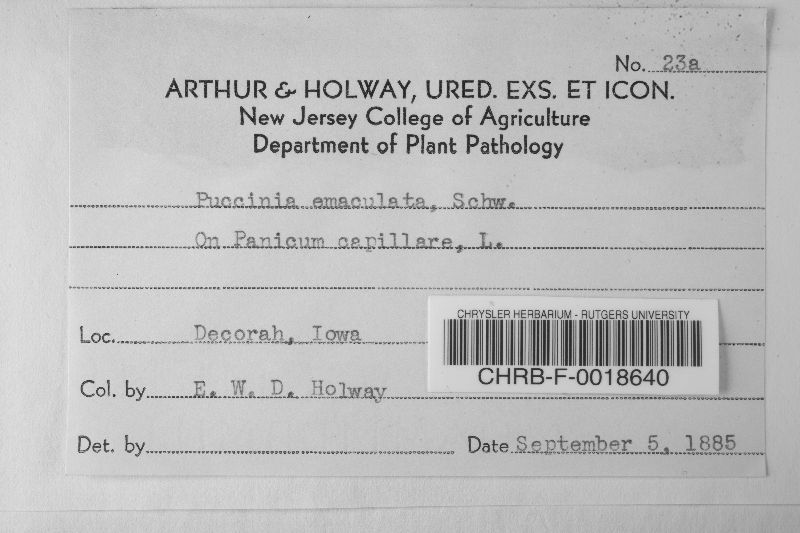 No. 23a
ARTHUR & HOLWAY, URED. EXS. ET ICON.
New Jersey College of Agriculture
Department of Plant Pathology
Puccinia emaculata, Schw.
On Panicum capillare, L.
Loc. Decorah, Iowa
CHRYSLER HERBARIUM - RUTGERS UNIVERSITY
CHRB-F-0018640
Col. by E. W. D. Holway
Det. by
Date September 5, 1885